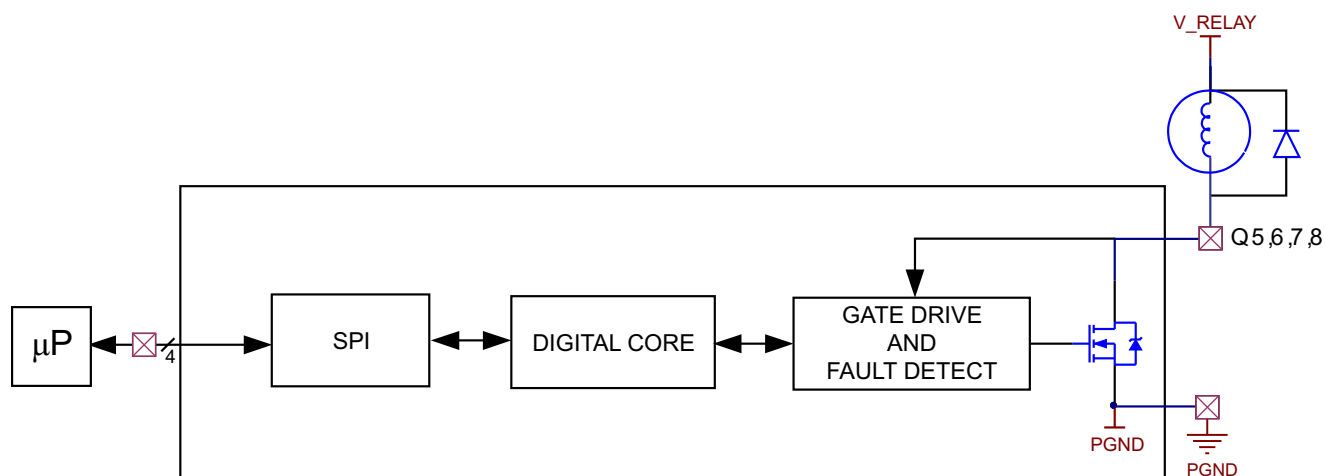 V_RELAY
Q5,6,7,8
μP
4
SPI
DIGITAL CORE
GATE DRIVE
AND
FAULT DETECT
PGND
PGND